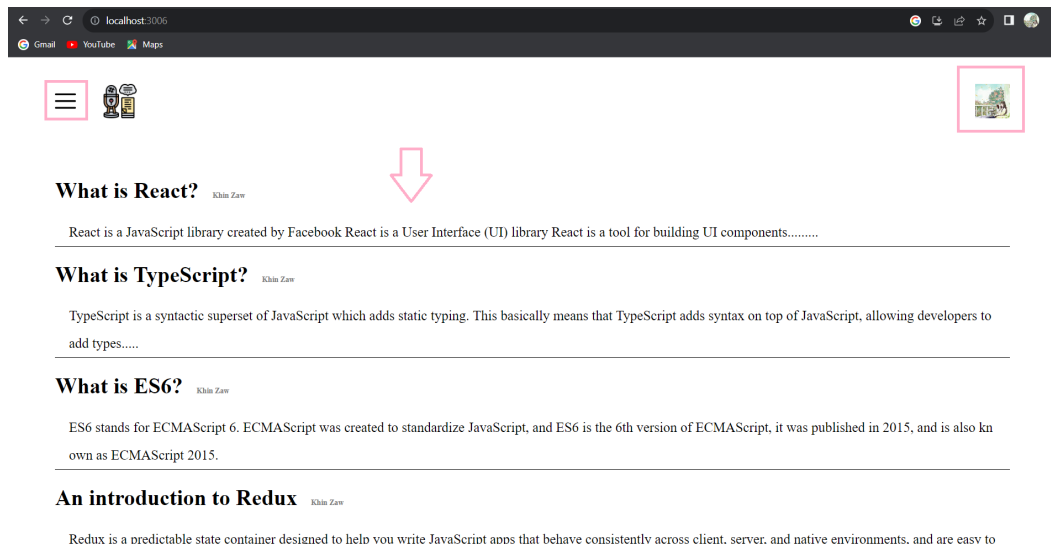 localhost:3006
Gmail YouTube Maps
What is React? Khin Zaw
React is a JavaScript library created by Facebook React is a User Interface (UI) library React is a tool for building UI components.........
What is TypeScript? Khin Zaw
TypeScript is a syntactic superset of JavaScript which adds static typing. This basically means that TypeScript adds syntax on top of JavaScript, allowing developers to
add types.....
What is ES6? Khin Zaw
ES6 stands for ECMAScript 6. ECMAScript was created to standardize JavaScript, and ES6 is the 6th version of ECMAScript, it was published in 2015, and is also kn
own as ECMAScript 2015.
An introduction to Redux Khin Zaw
Redux is a predictable state container designed to help you write JavaScript apps that behave consistently across client, server, and native environments, and are easy to